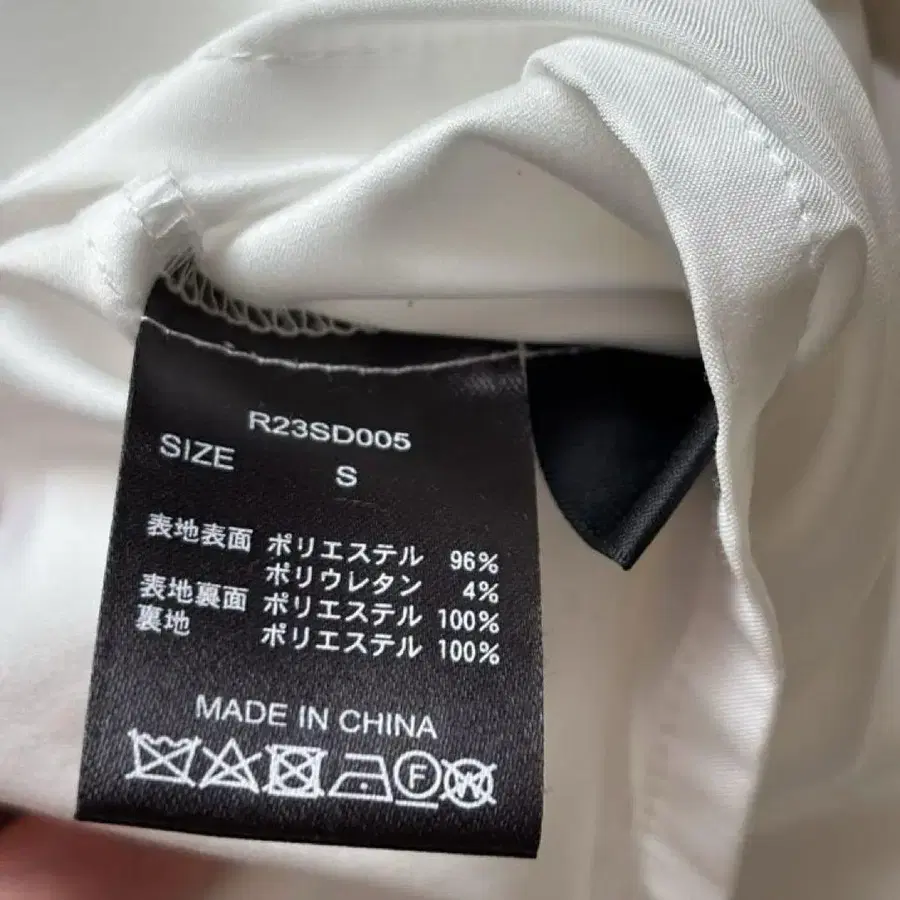 R23SD005
SIZE S
表地表面 ポリエステル 96%
ポリウレタン 4%
表地裏面 ポリエステル 100%
裏地 ポリエステル 100%
MADE IN CHINA
F W